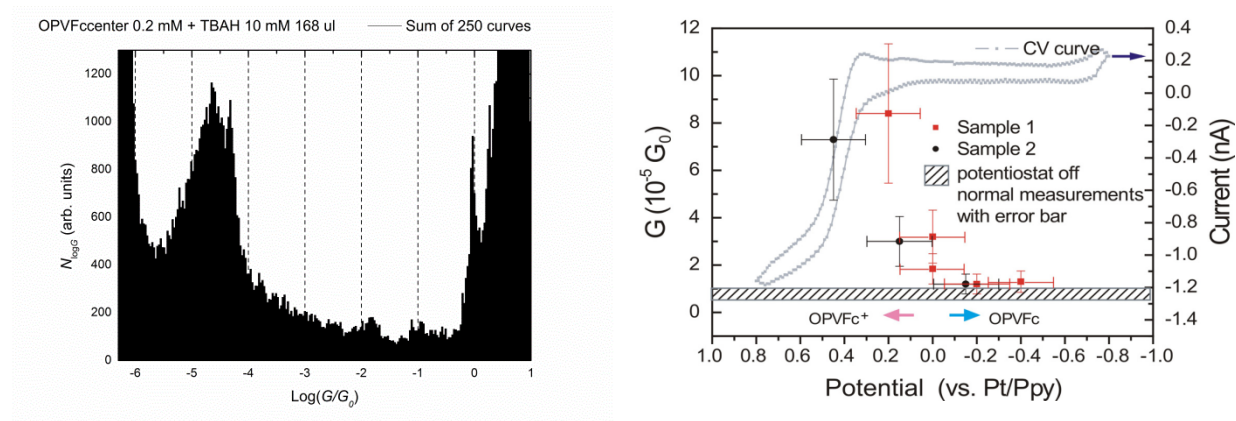 OPVFccenter 0.2 mM + TBAH 10 mM 168 ul
Sum of 250 curves
1200
1000
800
600
400
200
0
N_logG (arb. units)
-6
-5
-4
-3
-2
-1
0
1
Log(G/G_0)
12
10
8
6
4
2
0
G (10^-5 G_0)
CV curve
Sample 1
Sample 2
potentiostat off
normal measurements
with error bar
OPVFc^+
OPVFc
0.4
0.2
0.0
-0.2
-0.4
-0.6
-0.8
-1.0
-1.2
-1.4
Current (nA)
1.0
0.8
0.6
0.4
0.2
0.0
-0.2
-0.4
-0.6
-0.8
-1.0
Potential (vs. Pt/Ppy)